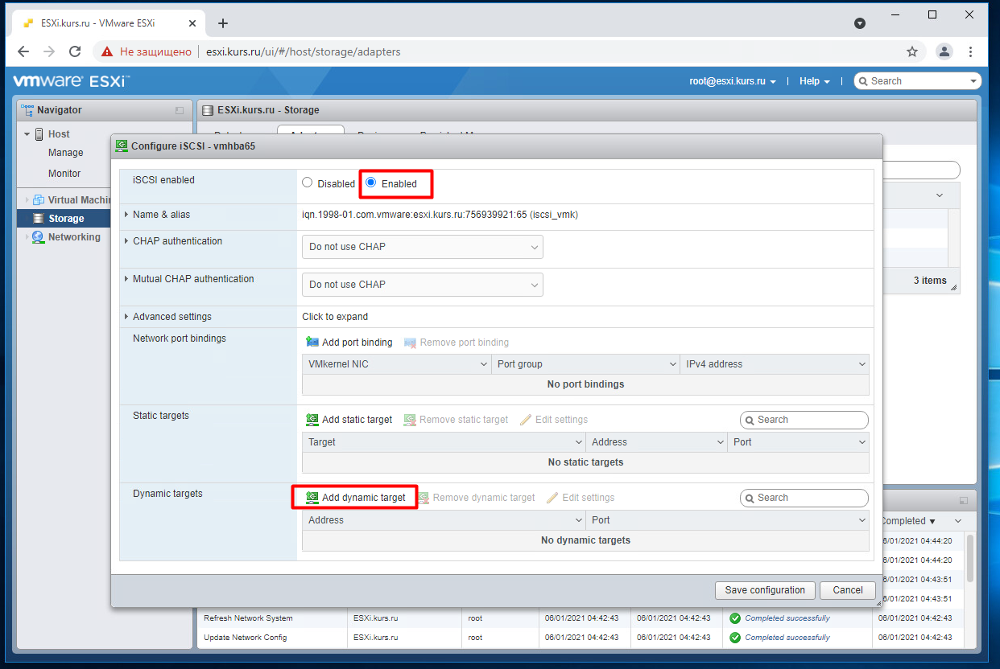 ESXi.kurs.ru - VMware ESXi
Не защищено esxi.kurs.ru/ui/#/host/storage/adapters
vmware ESXi™
root@esxi.kurs.ru | Help | Search
Navigator
ESXi.kurs.ru - Storage
Host
Manage
Monitor
Virtual Machin
Storage
Networking
3 items
Configure iSCSI - vmhba65
iSCSI enabled Disabled Enabled
Name & alias iqn.1998-01.com.vmware:esxi.kurs.ru:756939921:65 (iscsi_vmk)
CHAP authentication Do not use CHAP
Mutual CHAP authentication Do not use CHAP
Advanced settings Click to expand
Network port bindings Add port binding Remove port binding
VMkernel NIC Port group IPv4 address
No port bindings
Static targets Add static target Remove static target Edit settings Search
Target Address Port
No static targets
Dynamic targets Add dynamic target Remove dynamic target Edit settings Search
Address Port
No dynamic targets
Save configuration Cancel
Completed ▼
06/01/2021 04:44:20
06/01/2021 04:44:20
06/01/2021 04:43:51
06/01/2021 04:43:51
Refresh Network System ESXi.kurs.ru root 06/01/2021 04:42:43 06/01/2021 04:42:43 Completed successfully 06/01/2021 04:42:43
Update Network Config ESXi.kurs.ru root 06/01/2021 04:42:43 06/01/2021 04:42:43 Completed successfully 06/01/2021 04:42:43